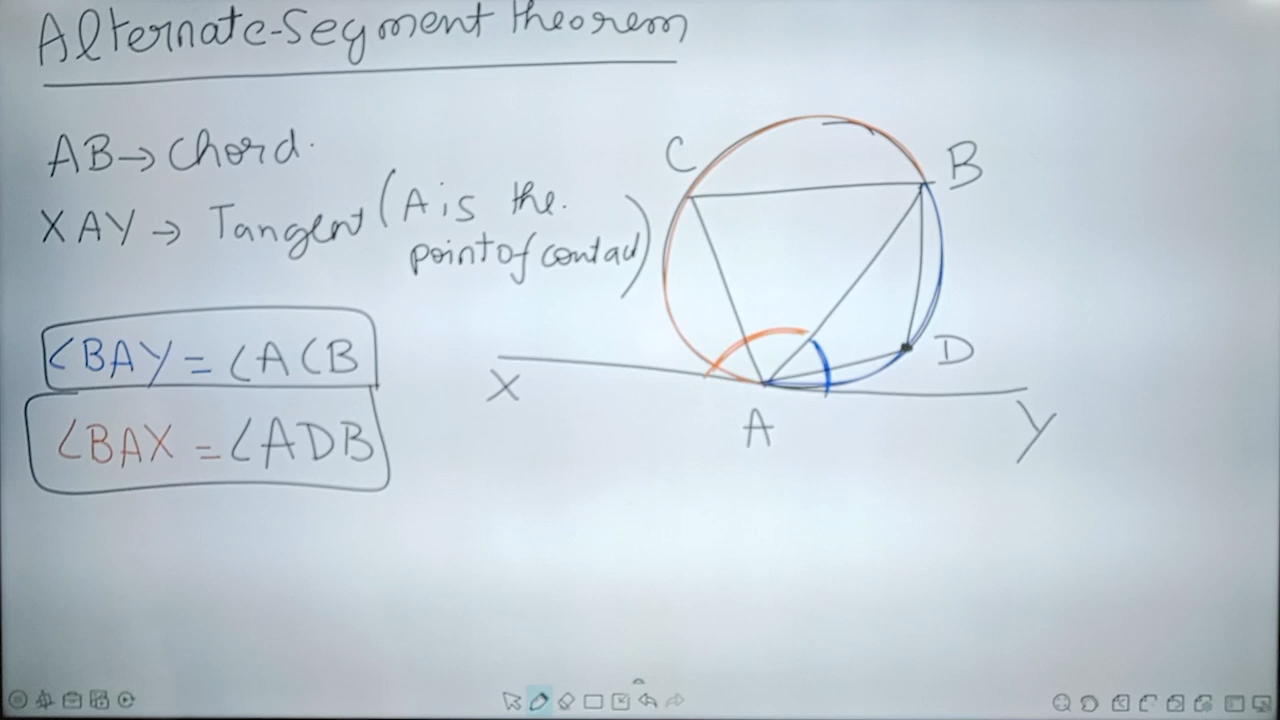 Alternate-Segment theorem
AB→ Chord.
XAY → Tangent (A is the.
point of contact)
∠BAY = ∠ACB
∠BAX = ∠ADB
C
B
D
X
A
Y